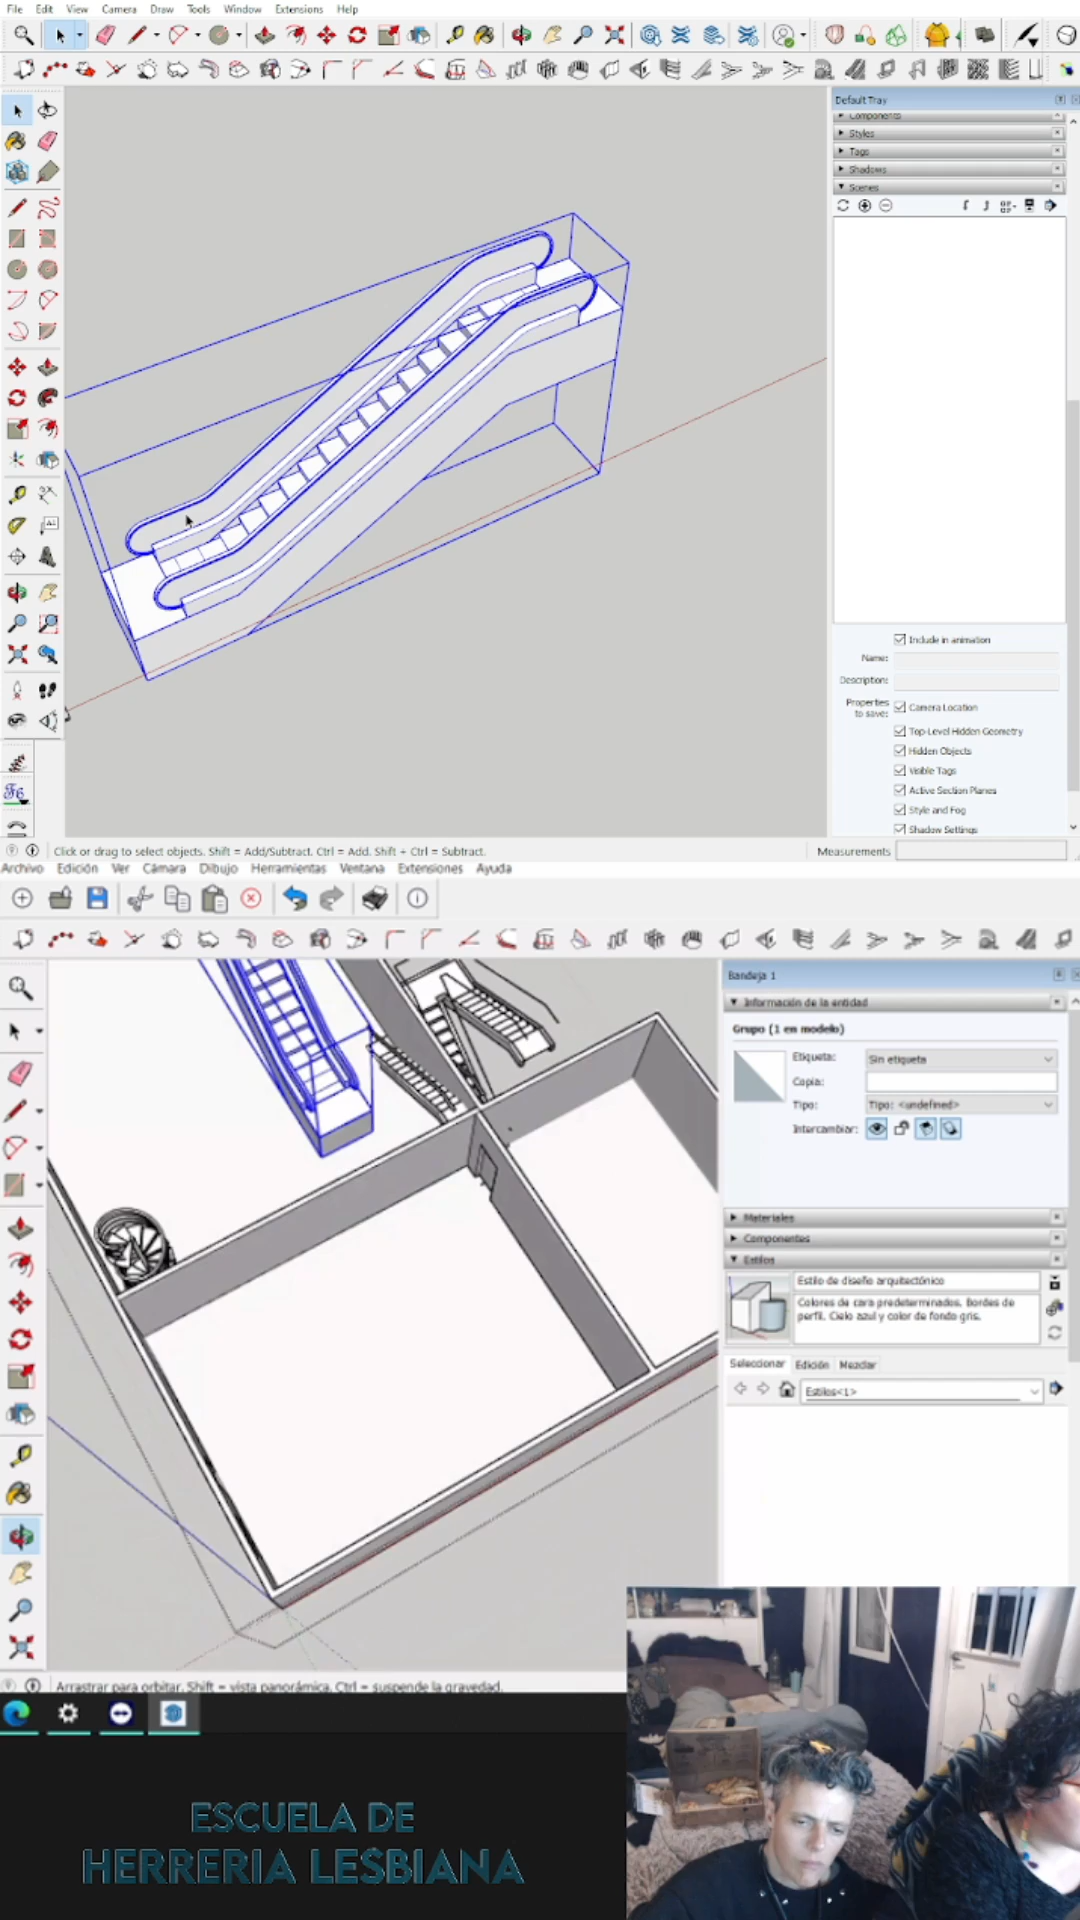 File Edit View Camera Draw Tools Window Extensions Help
Default Tray
Components
Styles
Tags
Shadows
Scenes
Include in animation
Name:
Description:
Properties to save:
Camera Location
Top-Level Hidden Geometry
Hidden Objects
Visible Tags
Active Section Planes
Style and Fog
Shadow Settings
Click or drag to select objects. Shift = Add/Subtract. Ctrl = Add. Shift + Ctrl = Subtract.
Measurements
Archivo Edición Ver Cámara Dibujo Herramientas Ventana Extensiones Ayuda
Bandeja 1
Información de la entidad
Grupo (1 en modelo)
Etiqueta: Sin etiqueta
Copia:
Tipo: Tipo: <undefined>
Intercambiar:
Materiales
Componentes
Estilos
Estilo de diseño arquitectónico
Colores de cara predeterminados. Bordes de
perfil. Cielo azul y color de fondo gris.
Seleccionar Edición Mezclar
Estilos<1>
Arrastrar para orbitar. Shift = vista panorámica. Ctrl = suspende la gravedad.
ESCUELA DE
HERRERIA LESBIANA